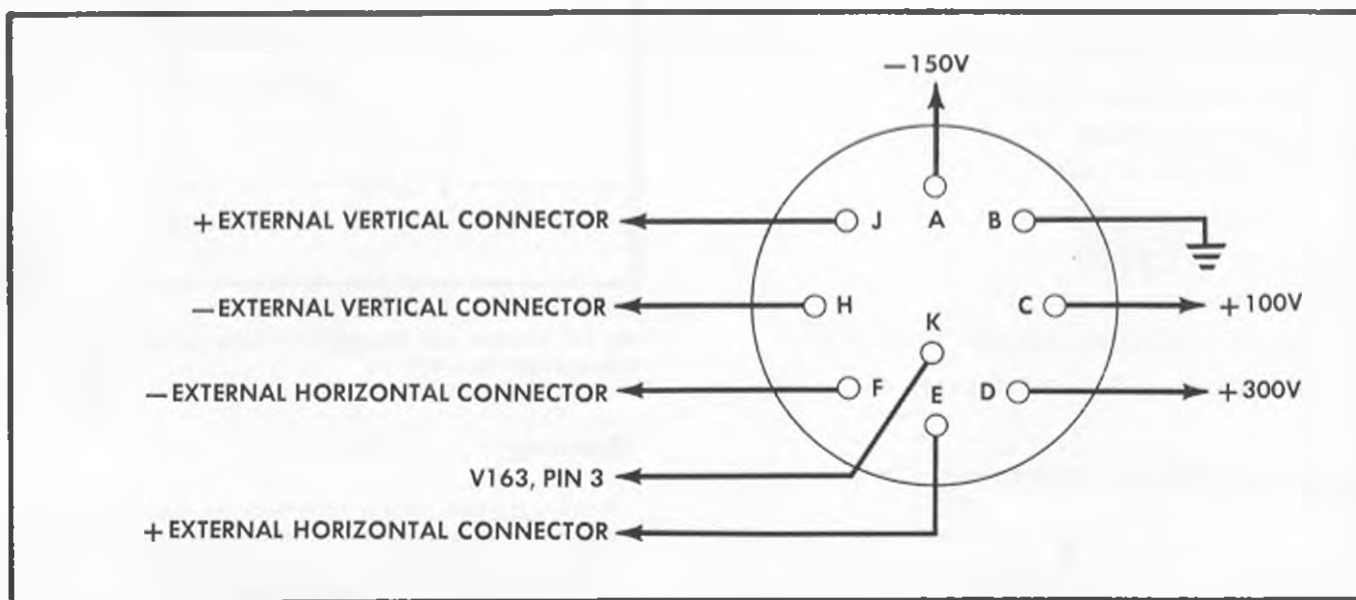 —150V
+EXTERNAL VERTICAL CONNECTOR
J
A
B
—EXTERNAL VERTICAL CONNECTOR
H
C
+100V
K
—EXTERNAL HORIZONTAL CONNECTOR
F
E
D
+300V
V163, PIN 3
+EXTERNAL HORIZONTAL CONNECTOR